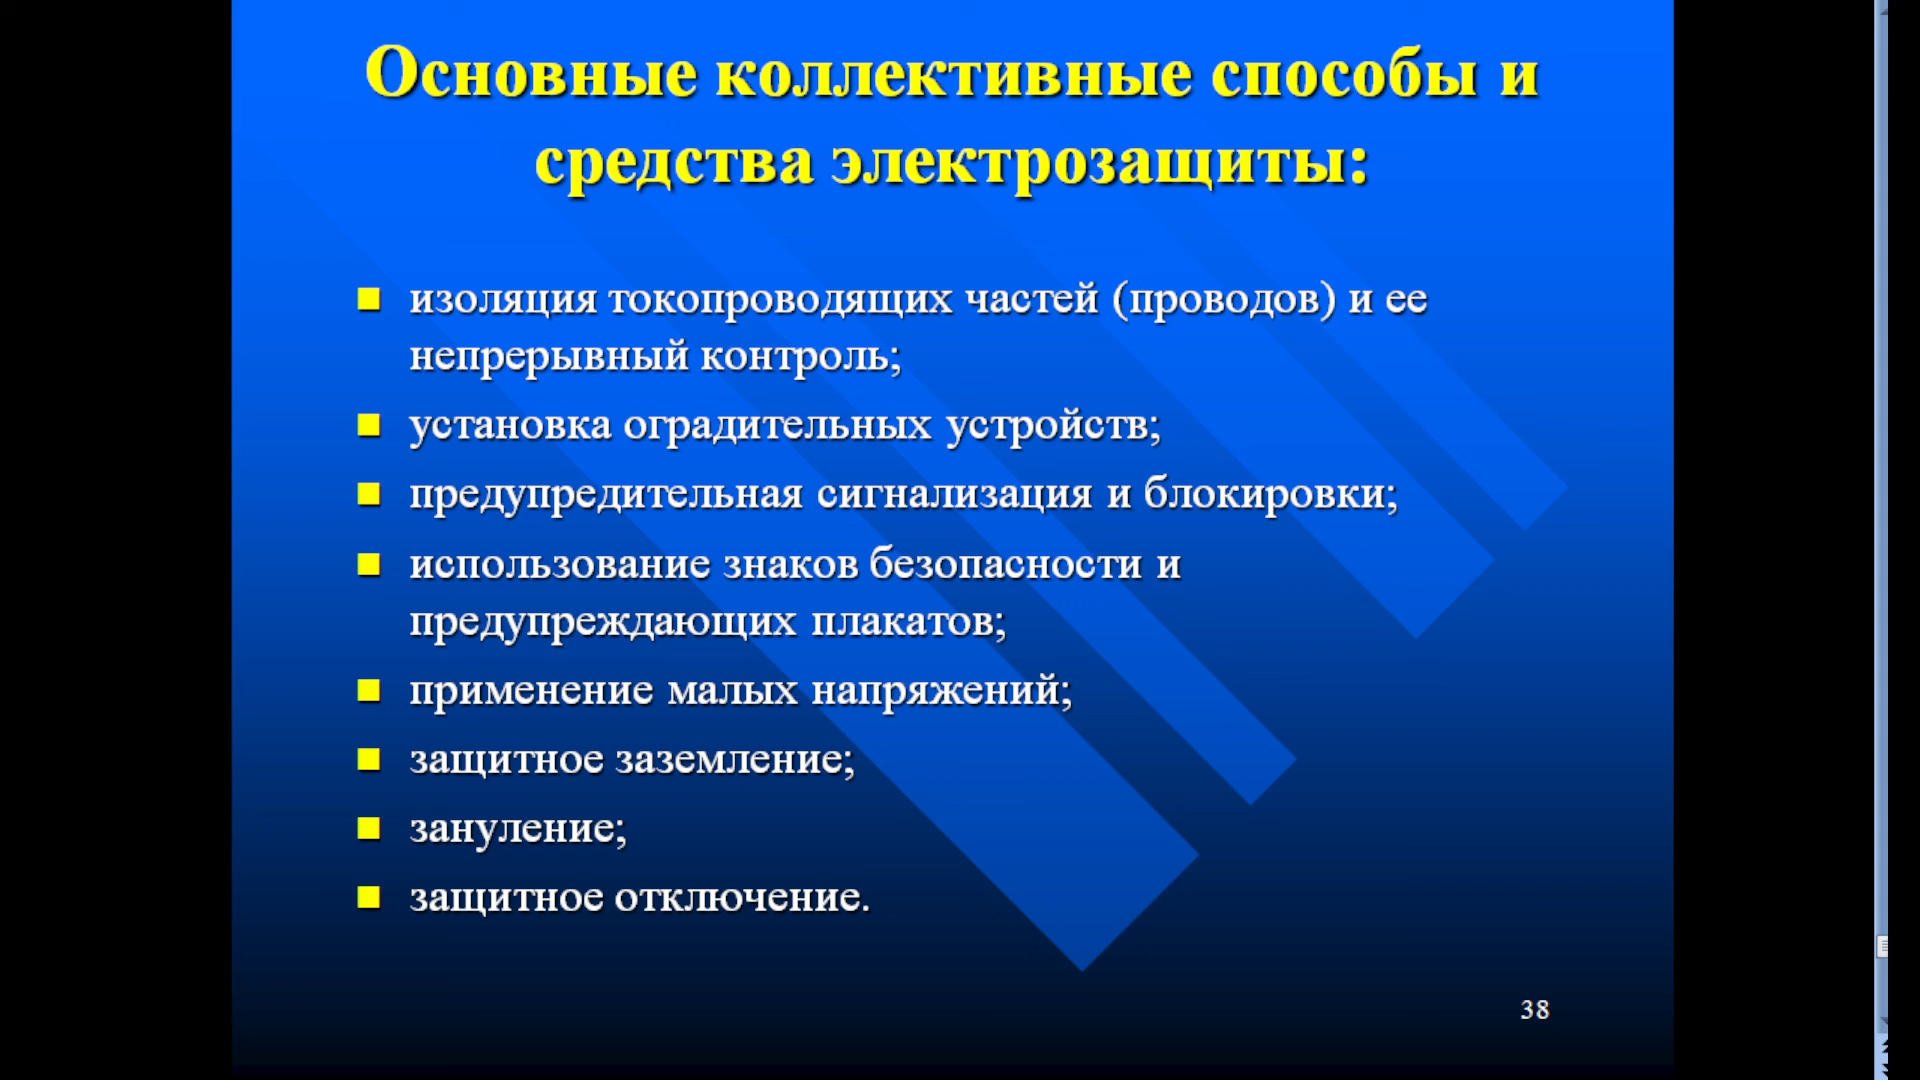 Основные коллективные способы и
средства электрозащиты:
изоляция токопроводящих частей (проводов) и ее
непрерывный контроль;
установка оградительных устройств;
предупредительная сигнализация и блокировки;
использование знаков безопасности и
предупреждающих плакатов;
применение малых напряжений;
защитное заземление;
зануление;
защитное отключение.
38